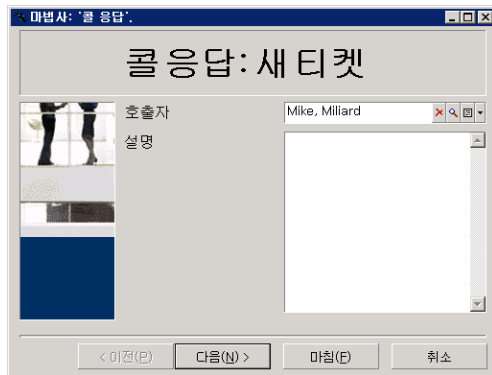 마법사: '콜 응답'.
콜 응답: 새 티켓
호출자 Mike, Miliard
설명
< 이전(P) 다음(N) > 마침(F) 취소